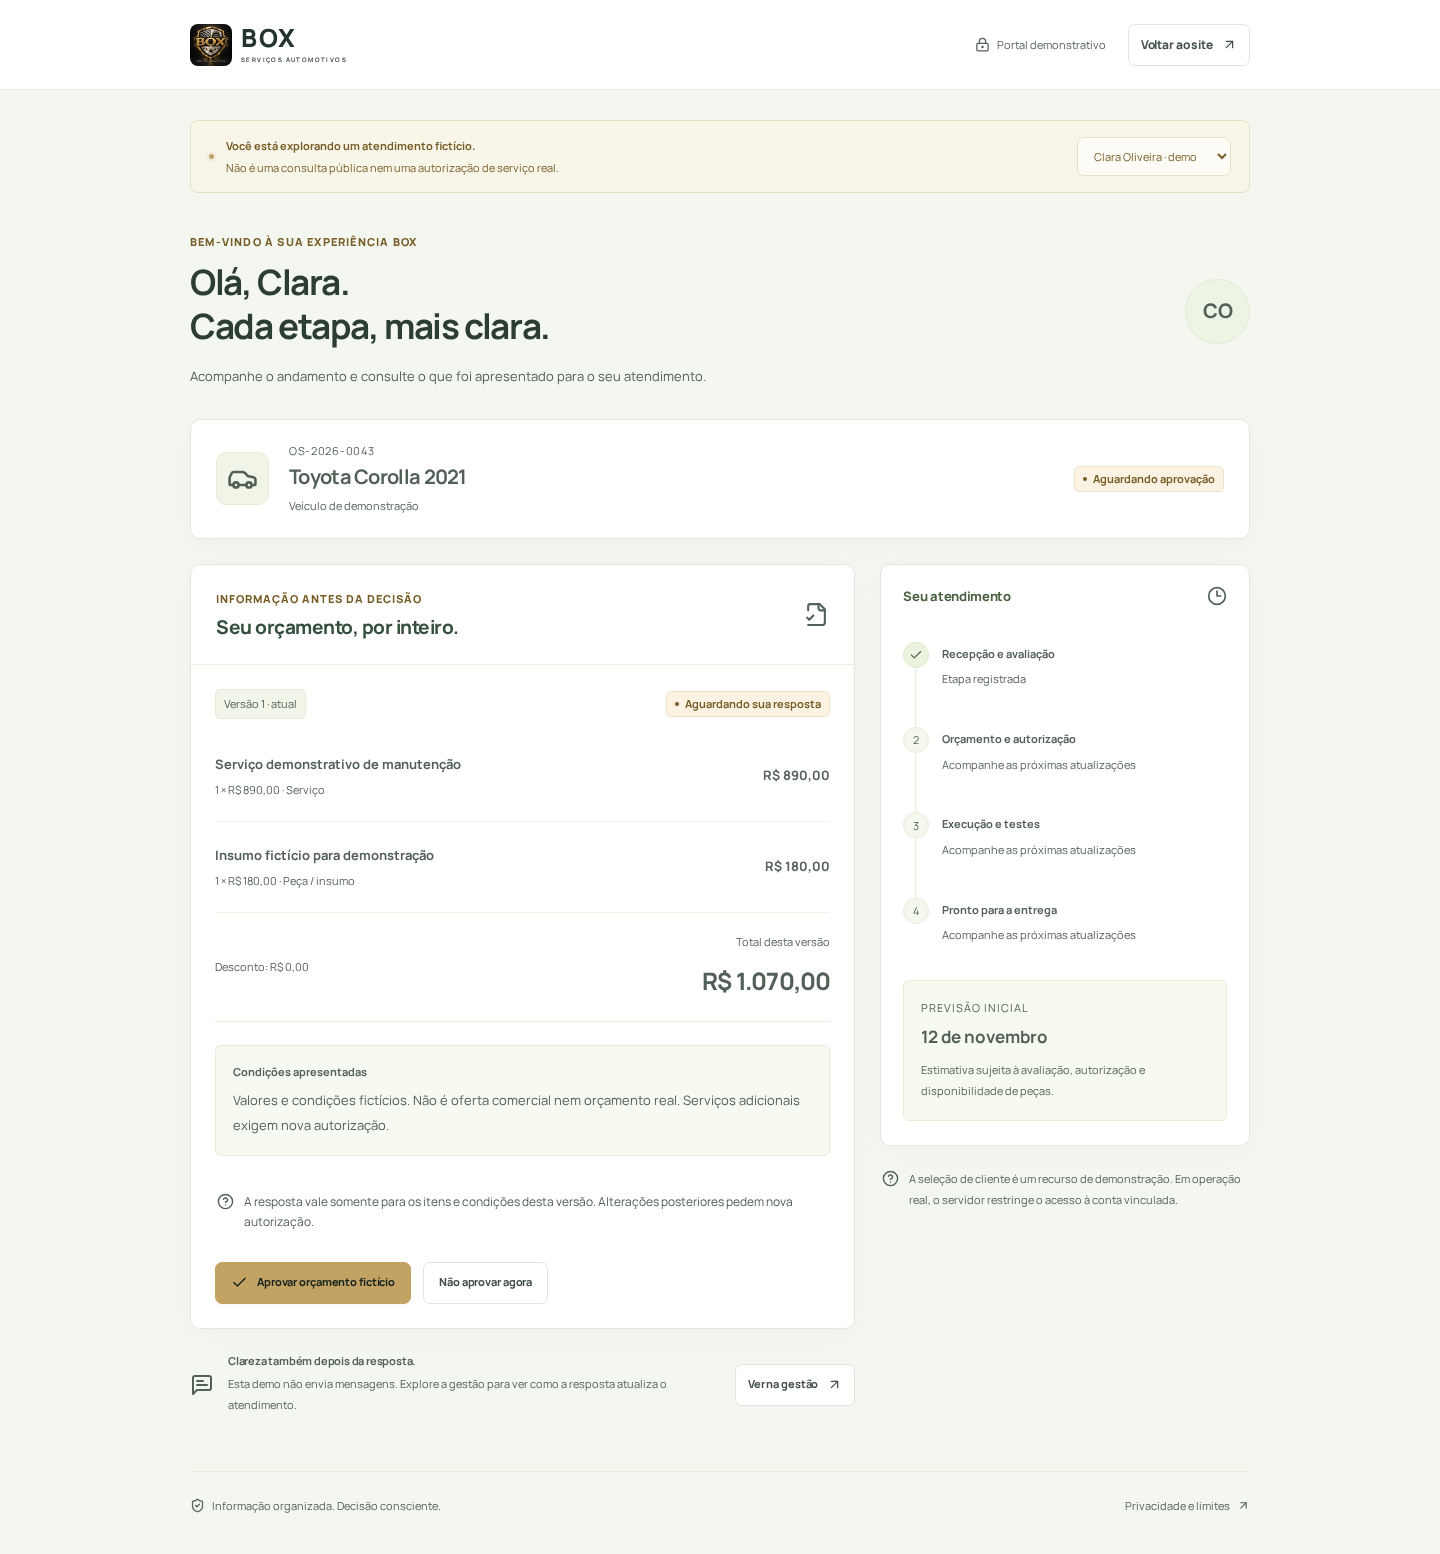 BOX
SERVIÇOS AUTOMOTIVOS
Portal demonstrativo
Voltar ao site
Você está explorando um atendimento fictício.
Não é uma consulta pública nem uma autorização de serviço real.
Clara Oliveira · demo
BEM-VINDO À SUA EXPERIÊNCIA BOX
Olá, Clara.
Cada etapa, mais clara.
CO
Acompanhe o andamento e consulte o que foi apresentado para o seu atendimento.
OS-2026-0043
Toyota Corolla 2021
Veículo de demonstração
Aguardando aprovação
INFORMAÇÃO ANTES DA DECISÃO
Seu orçamento, por inteiro.
Versão 1 · atual
Aguardando sua resposta
Serviço demonstrativo de manutenção
1 × R$ 890,00 · Serviço
R$ 890,00
Insumo fictício para demonstração
1 × R$ 180,00 · Peça / insumo
R$ 180,00
Desconto: R$ 0,00
Total desta versão
R$ 1.070,00
Condições apresentadas
Valores e condições fictícios. Não é oferta comercial nem orçamento real. Serviços adicionais
exigem nova autorização.
A resposta vale somente para os itens e condições desta versão. Alterações posteriores pedem nova
autorização.
Aprovar orçamento fictício
Não aprovar agora
Clareza também depois da resposta.
Esta demo não envia mensagens. Explore a gestão para ver como a resposta atualiza o
atendimento.
Ver na gestão
Seu atendimento
Recepção e avaliação
Etapa registrada
2
Orçamento e autorização
Acompanhe as próximas atualizações
3
Execução e testes
Acompanhe as próximas atualizações
4
Pronto para a entrega
Acompanhe as próximas atualizações
PREVISÃO INICIAL
12 de novembro
Estimativa sujeita à avaliação, autorização e
disponibilidade de peças.
A seleção de cliente é um recurso de demonstração. Em operação
real, o servidor restringe o acesso à conta vinculada.
Informação organizada. Decisão consciente.
Privacidade e limites